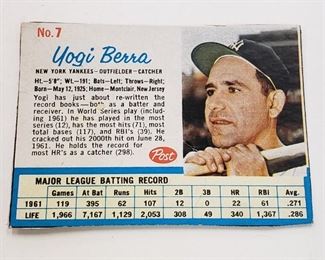 No. 7
Yogi Berra
NEW YORK YANKEES—OUTFIELDER—CATCHER
Ht.—5'8"; Wt.—191; Bats—Left; Throws—Right;
Born—May 12, 1925; Home—Montclair, New Jersey
Yogi has just about re-written the
record books—both as a batter and
receiver. In World Series play (includ-
ing 1961) he has played in the most
series (12), has the most hits (71), most
total bases (117), and RBI's (39). He
cracked out his 2000th hit on June 28,
1961. He holds the record for
most HR's as a catcher (298).
Post
MAJOR LEAGUE BATTING RECORD
Games At Bat Runs Hits 2B 3B HR RBI Avg.
1961 119 395 62 107 12 0 22 61 .271
LIFE 1,966 7,167 1,129 2,053 308 49 340 1,367 .286